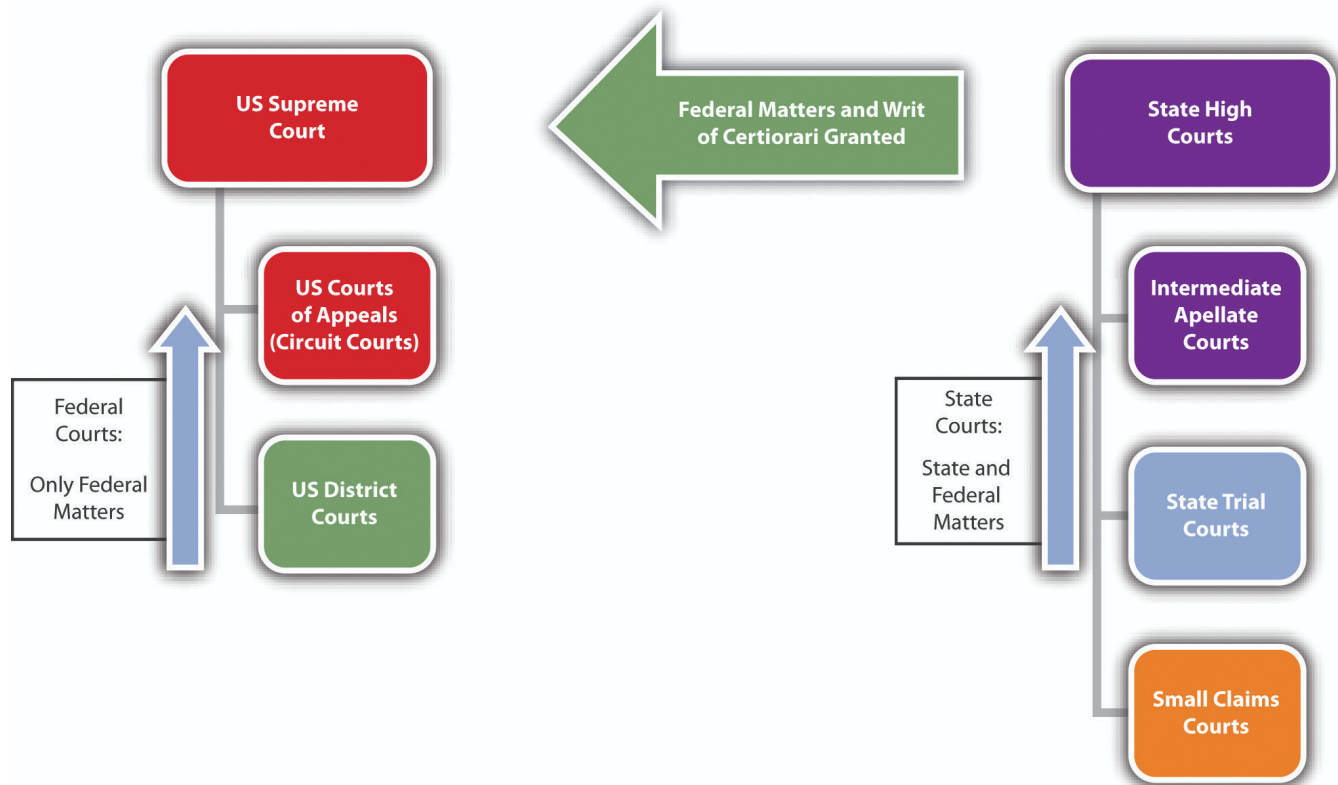 US Supreme
Court
Federal Matters and Writ
of Certiorari Granted
State High
Courts
US Courts
of Appeals
(Circuit Courts)
Intermediate
Apellate
Courts
Federal
Courts:
Only Federal
Matters
US District
Courts
State
Courts:
State and
Federal
Matters
State Trial
Courts
Small Claims
Courts